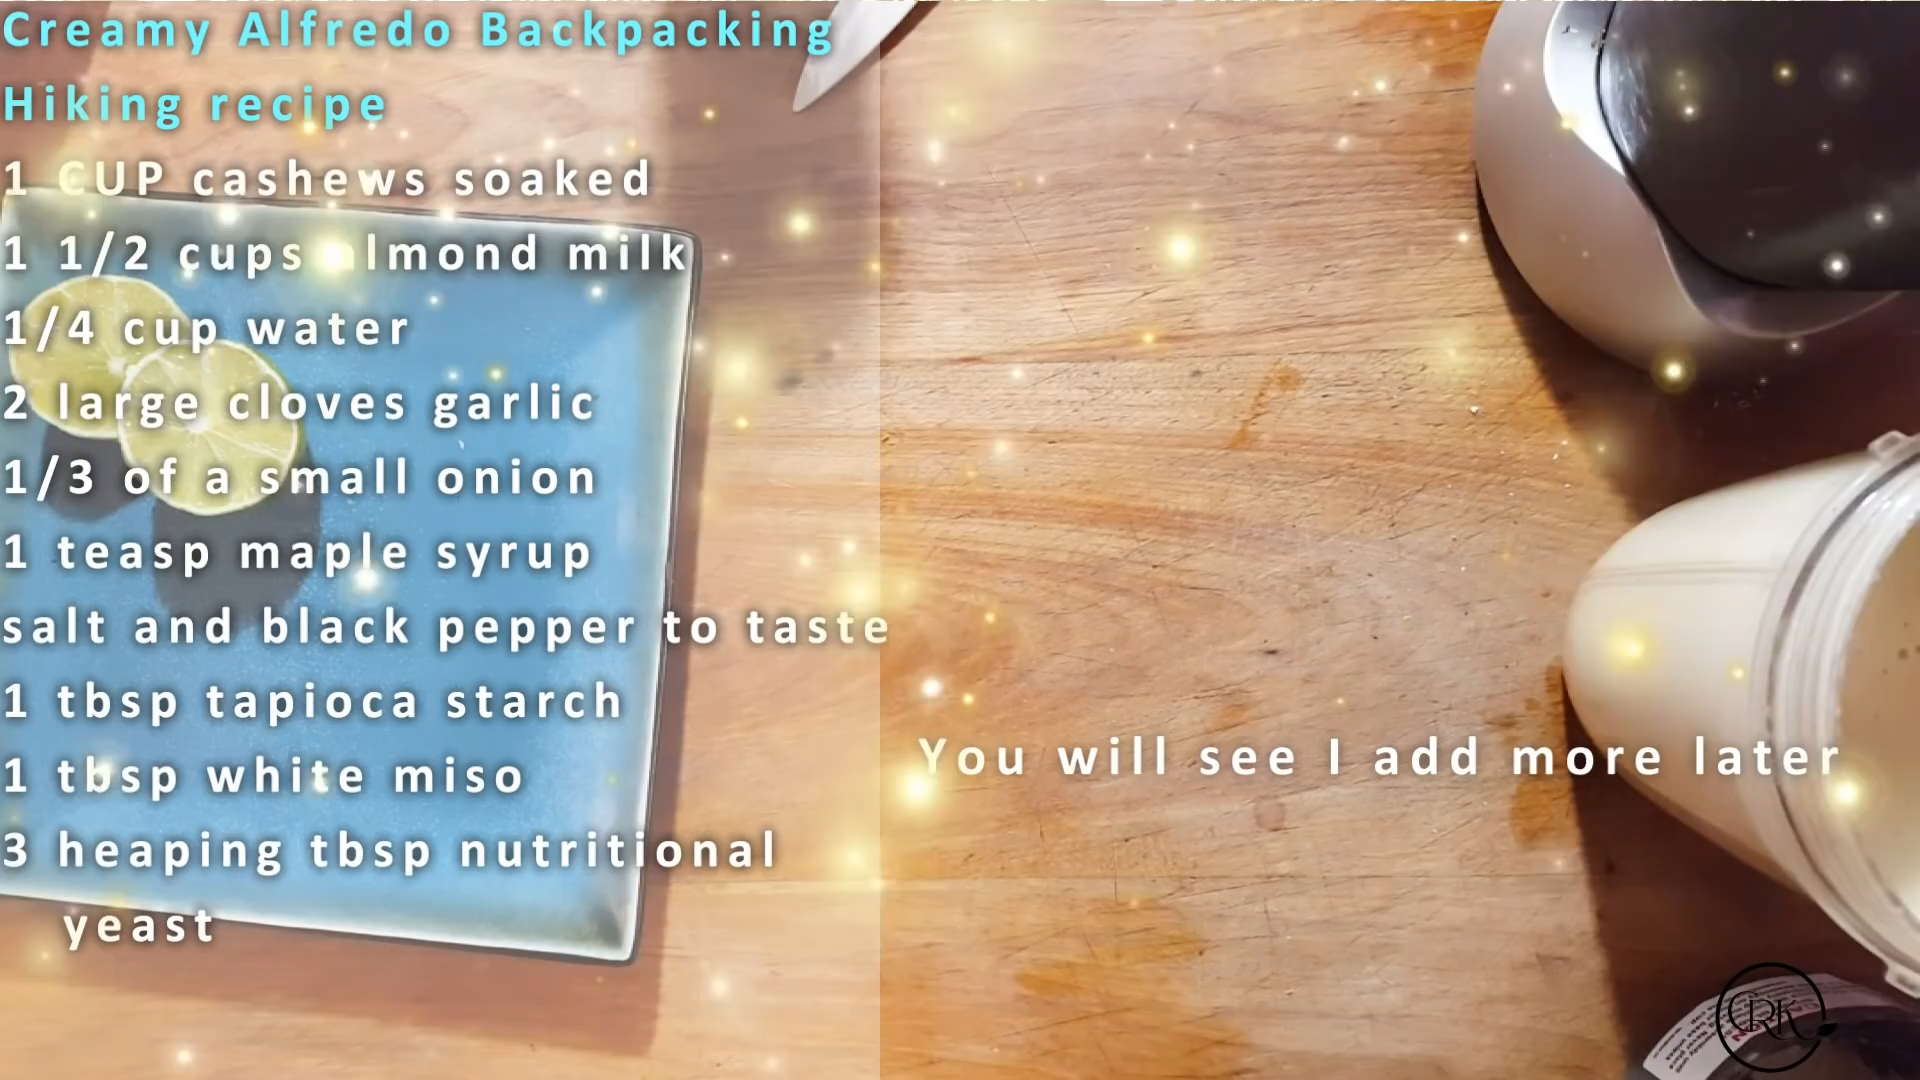 Creamy Alfredo Backpacking
Hiking recipe
1 CUP cashews soaked
1 1/2 cups almond milk
1/4 cup water
2 large cloves garlic
1/3 of a small onion
1 teasp maple syrup
salt and black pepper to taste
1 tbsp tapioca starch
1 tbsp white miso
3 heaping tbsp nutritional
yeast
You will see I add more later
CRK